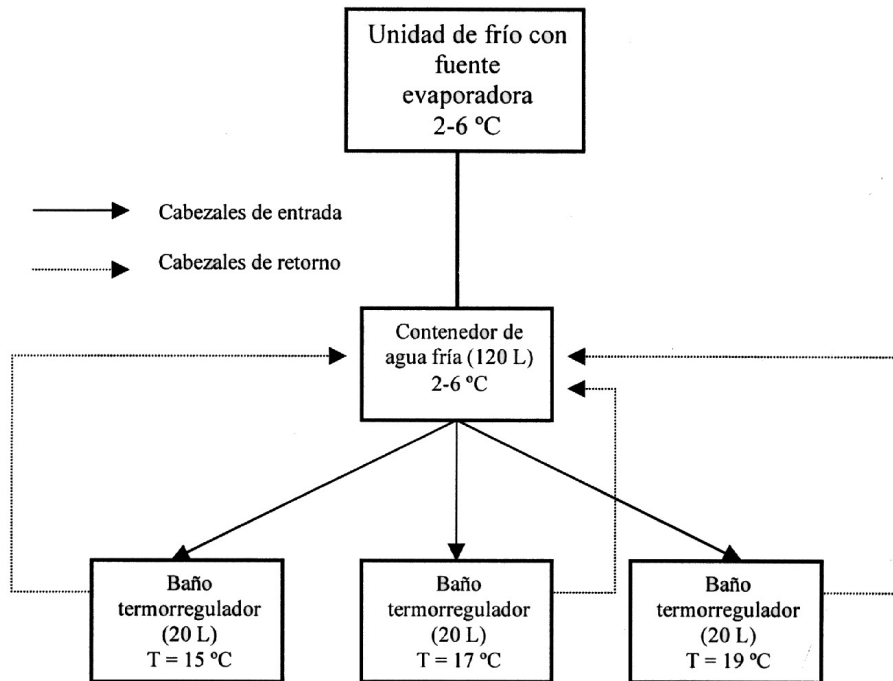 Unidad de frío con
fuente
evaporadora
2-6 ºC
Cabezales de entrada
Cabezales de retorno
Contenedor de
agua fría (120 L)
2-6 ºC
Baño
termorregulador
(20 L)
T = 15 ºC
Baño
termorregulador
(20 L)
T = 17 ºC
Baño
termorregulador
(20 L)
T = 19 ºC